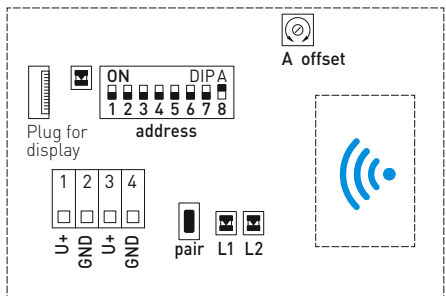 A offset
ON DIP A
1 2 3 4 5 6 7 8
address
Plug for
display
1 2 3 4
U+ GND U+ GND
pair L1 L2